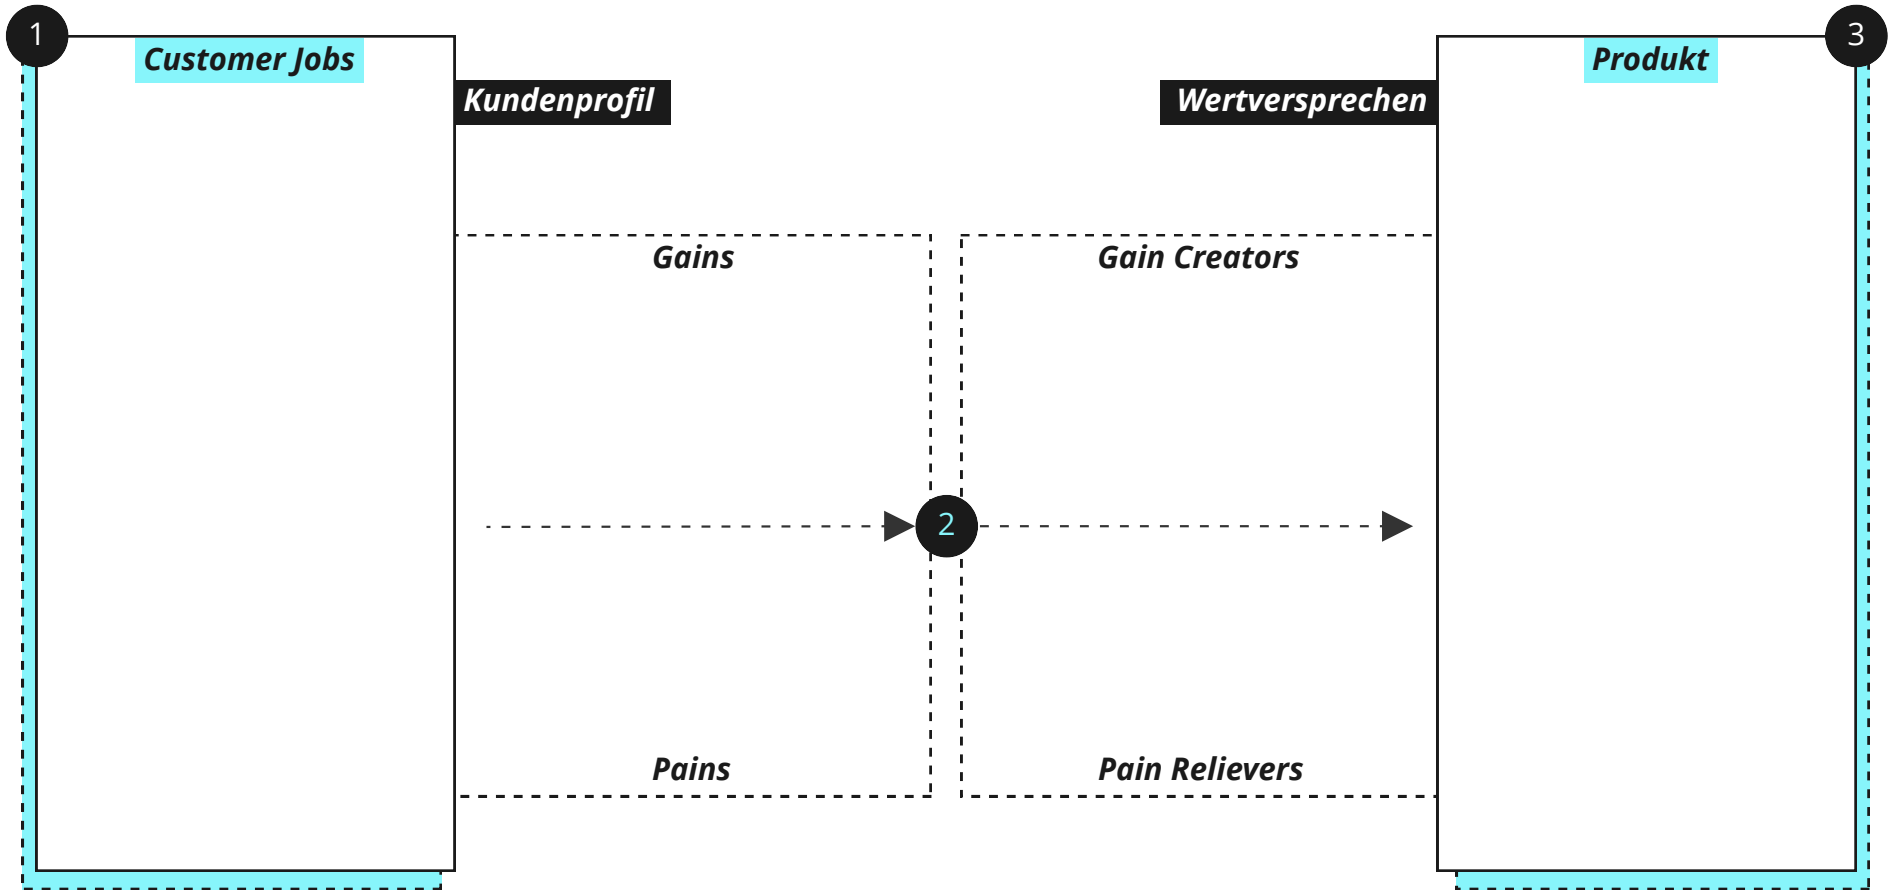 1
Customer Jobs
Kundenprofil
Wertversprechen
Produkt
3
Gains
Gain Creators
2
Pains
Pain Relievers